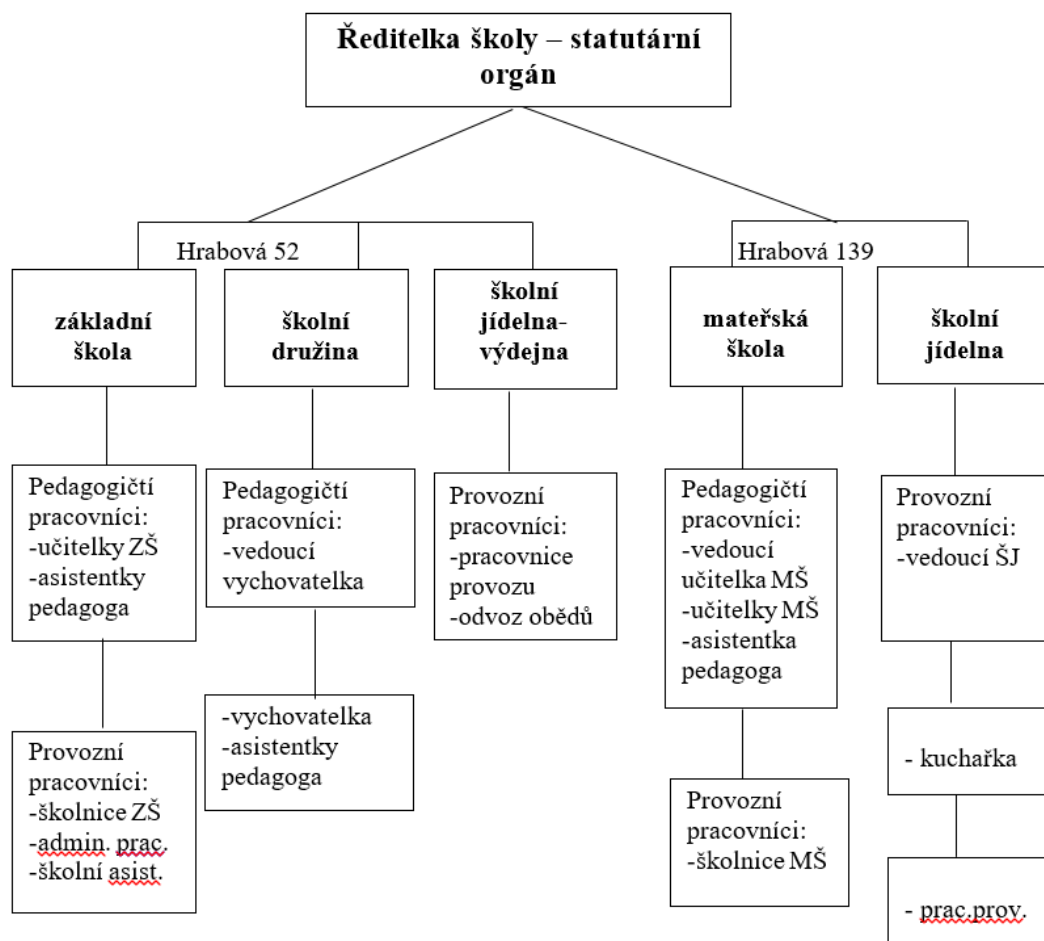 Ředitelka školy – statutární
orgán
Hrabová 52
Hrabová 139
základní
škola
školní
družina
školní
jídelna-
výdejna
mateřská
škola
školní
jídelna
Pedagogičtí
pracovníci:
-učitelky ZŠ
-asistentky
pedagoga
Pedagogičtí
pracovníci:
-vedoucí
vychovatelka
Provozní
pracovníci:
-pracovnice
provozu
-odvoz obědů
Pedagogičtí
pracovníci:
-vedoucí
učitelka MŠ
-učitelky MŠ
-asistentka
pedagoga
Provozní
pracovníci:
-vedoucí ŠJ
Provozní
pracovníci:
-školnice ZŠ
-admin. prac.
-školní asist.
-vychovatelka
-asistentky
pedagoga
Provozní
pracovníci:
-školnice MŠ
- kuchařka
- prac.prov.